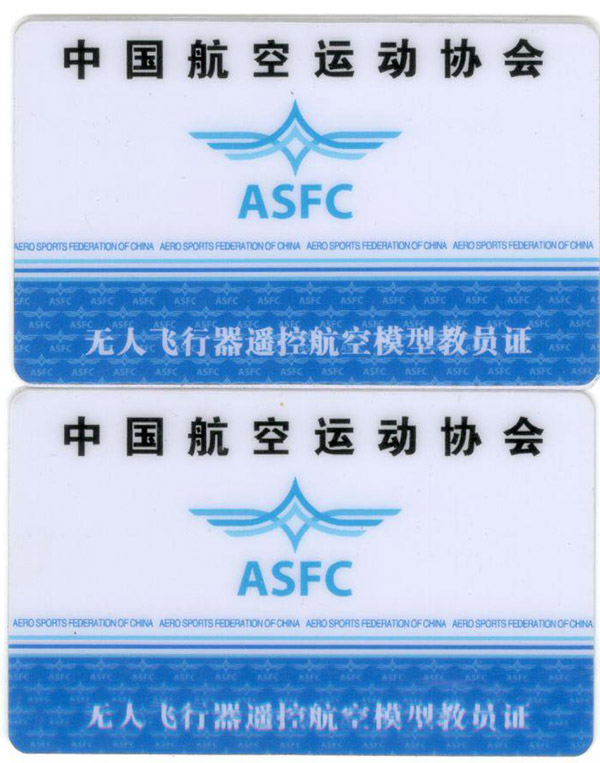 中国航空运动协会
ASFC
AERO SPORTS FEDERATION OF CHINA AERO SPORTS FEDERATION OF CHINA AERO SPORTS FEDERATION OF CHINA AERO SPORTS FEDERATION OF CHINA
无人飞行器遥控航空模型教员证
中国航空运动协会
ASFC
AERO SPORTS FEDERATION OF CHINA AERO SPORTS FEDERATION OF CHINA AERO SPORTS FEDERATION OF CHINA AERO SPORTS FEDERATION OF CHINA
无人飞行器遥控航空模型教员证